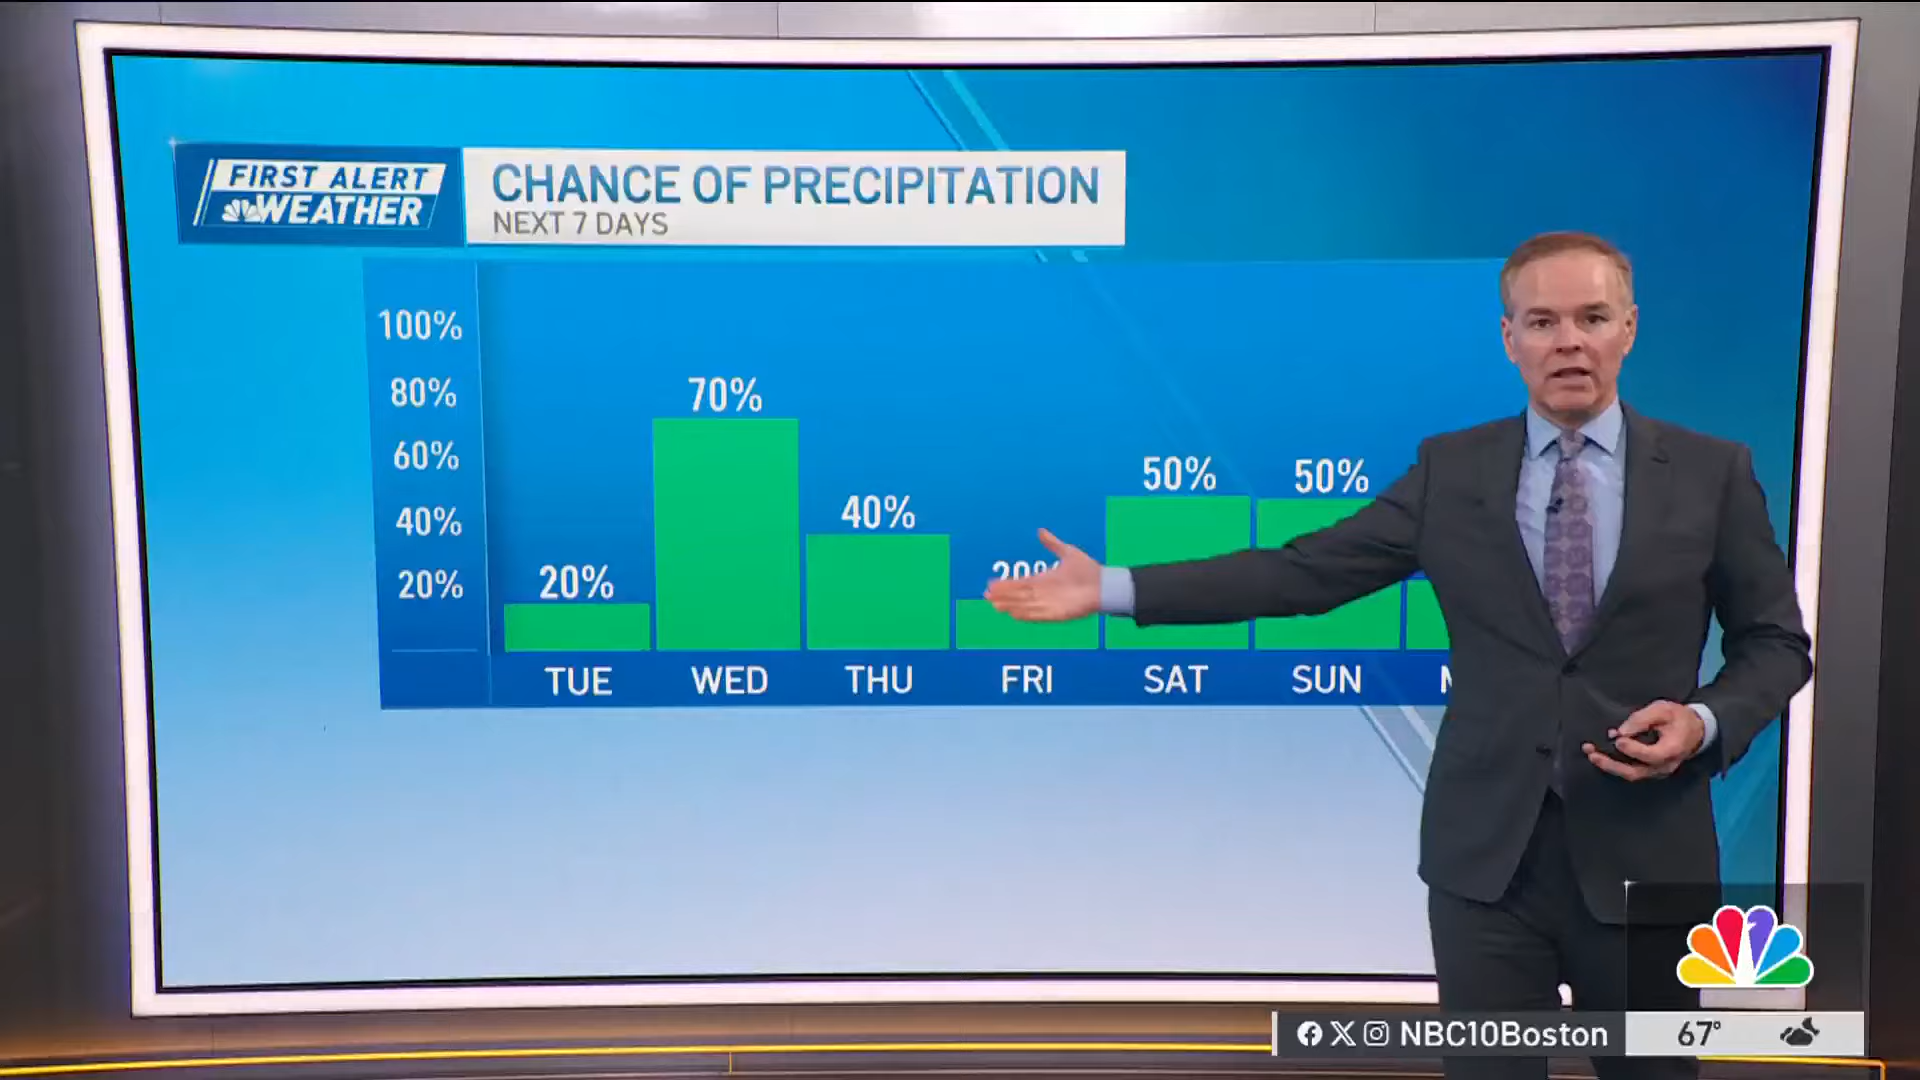 FIRST ALERT
WEATHER
CHANCE OF PRECIPITATION
NEXT 7 DAYS
100%
80%
60%
40%
20%
20%
70%
40%
20%
50%
50%
TUE
WED
THU
FRI
SAT
SUN
NBC10Boston
67°